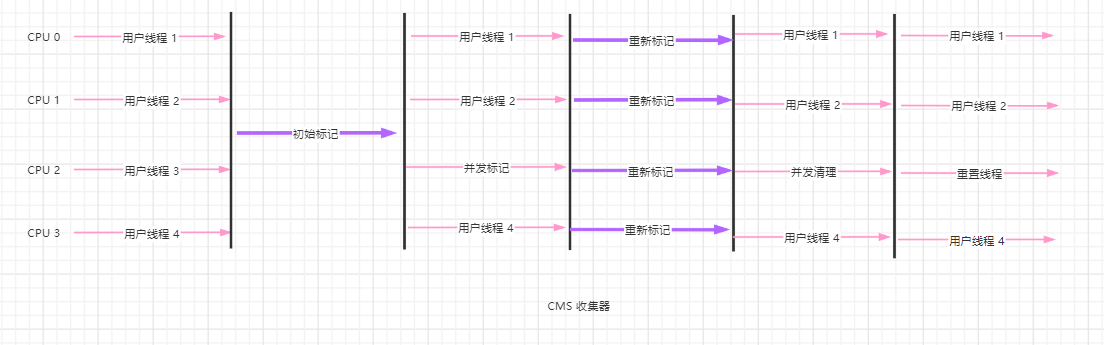 CPU 0 用户线程 1 用户线程 1 重新标记 用户线程 1 用户线程 1
CPU 1 用户线程 2 用户线程 2 重新标记 用户线程 2 用户线程 2
初始标记
CPU 2 用户线程 3 并发标记 重新标记 并发清理 重置线程
CPU 3 用户线程 4 用户线程 4 重新标记 用户线程 4 用户线程 4
CMS 收集器